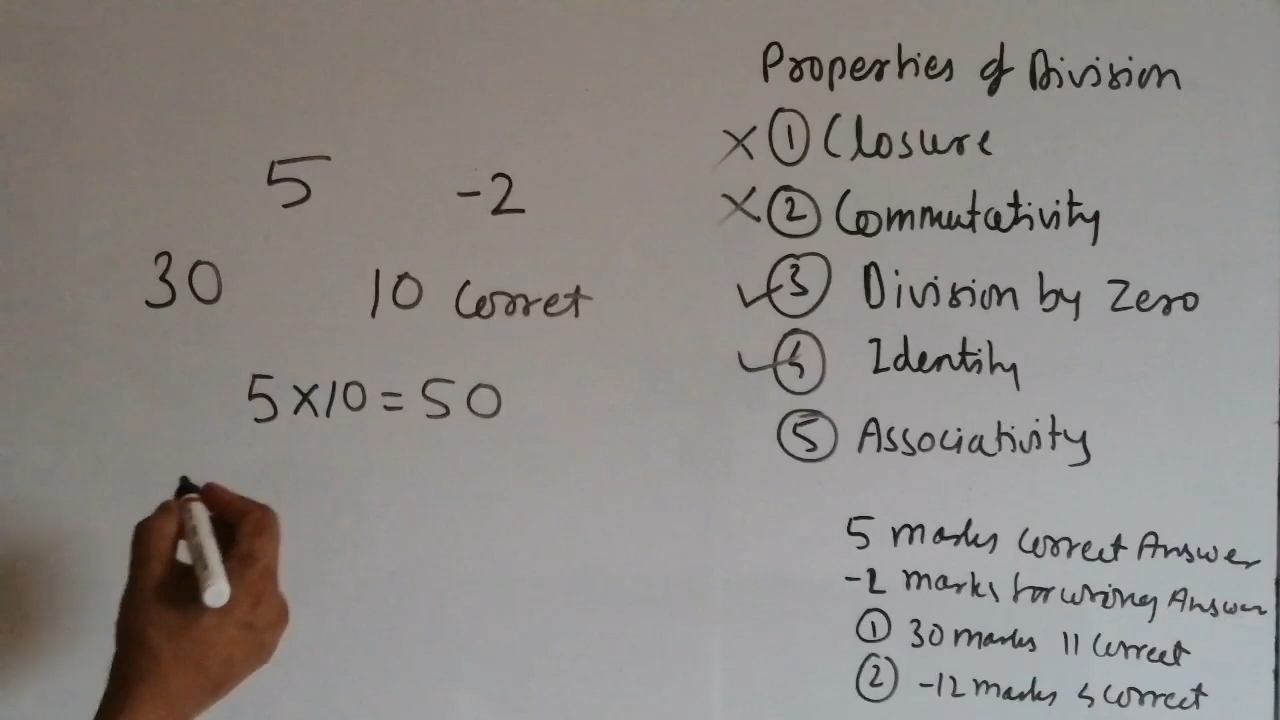 5 -2
30 10 Corret
5×10=50
Properties of Division
× ① Closure
× ② Commutativity
✓ ③ Division by Zero
✓ ④ Identity
⑤ Associativity
5 marks correct Answer
-2 marks for wrong Answer
① 30 marks 11 correct
② -12 marks 4 correct